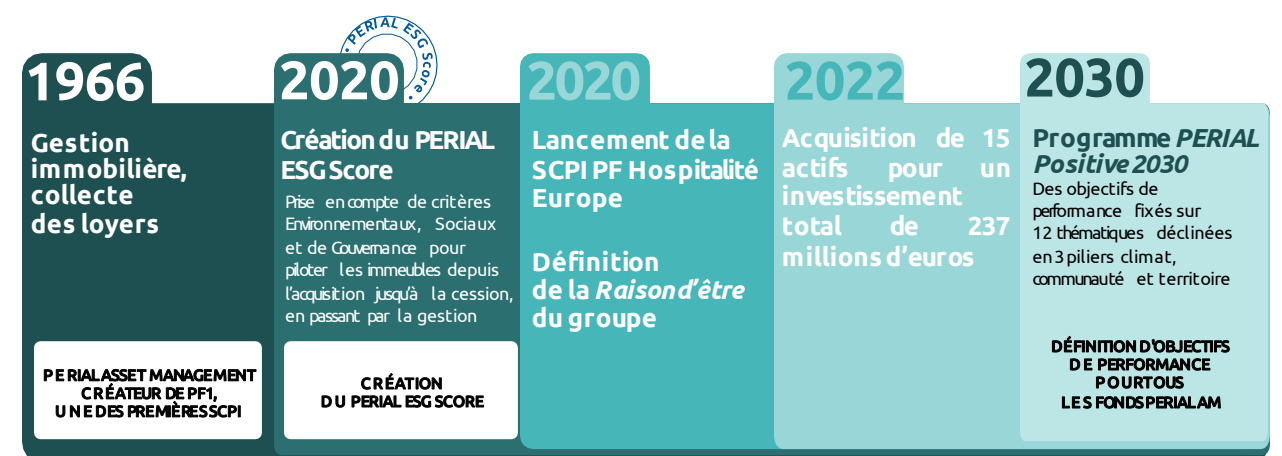 1966
Gestion
immobilière,
collecte
des loyers
PERIAL ASSET MANAGEMENT
CRÉATEUR DE PF1,
UNE DES PREMIÈRES SCPI
• PERIAL ESG Score •
2020
Création du PERIAL
ESG Score
Prise en compte de critères
Environnementaux, Sociaux
et de Gouvernance pour
piloter les immeubles depuis
l’acquisition jusqu’à la cession,
en passant par la gestion
CRÉATION
DU PERIAL ESG SCORE
2020
Lancement de la
SCPI PF Hospitalité
Europe
Définition
de la Raison d’être
du groupe
2022
Acquisition de 15
actifs pour un
investissement
total de 237
millions d’euros
2030
Programme PERIAL
Positive 2030
Des objectifs de
performance fixés sur
12 thématiques déclinées
en 3 piliers climat,
communauté et territoire
DÉFINITION D'OBJECTIFS
DE PERFORMANCE
POUR TOUS
LES FONDS PERIAL AM